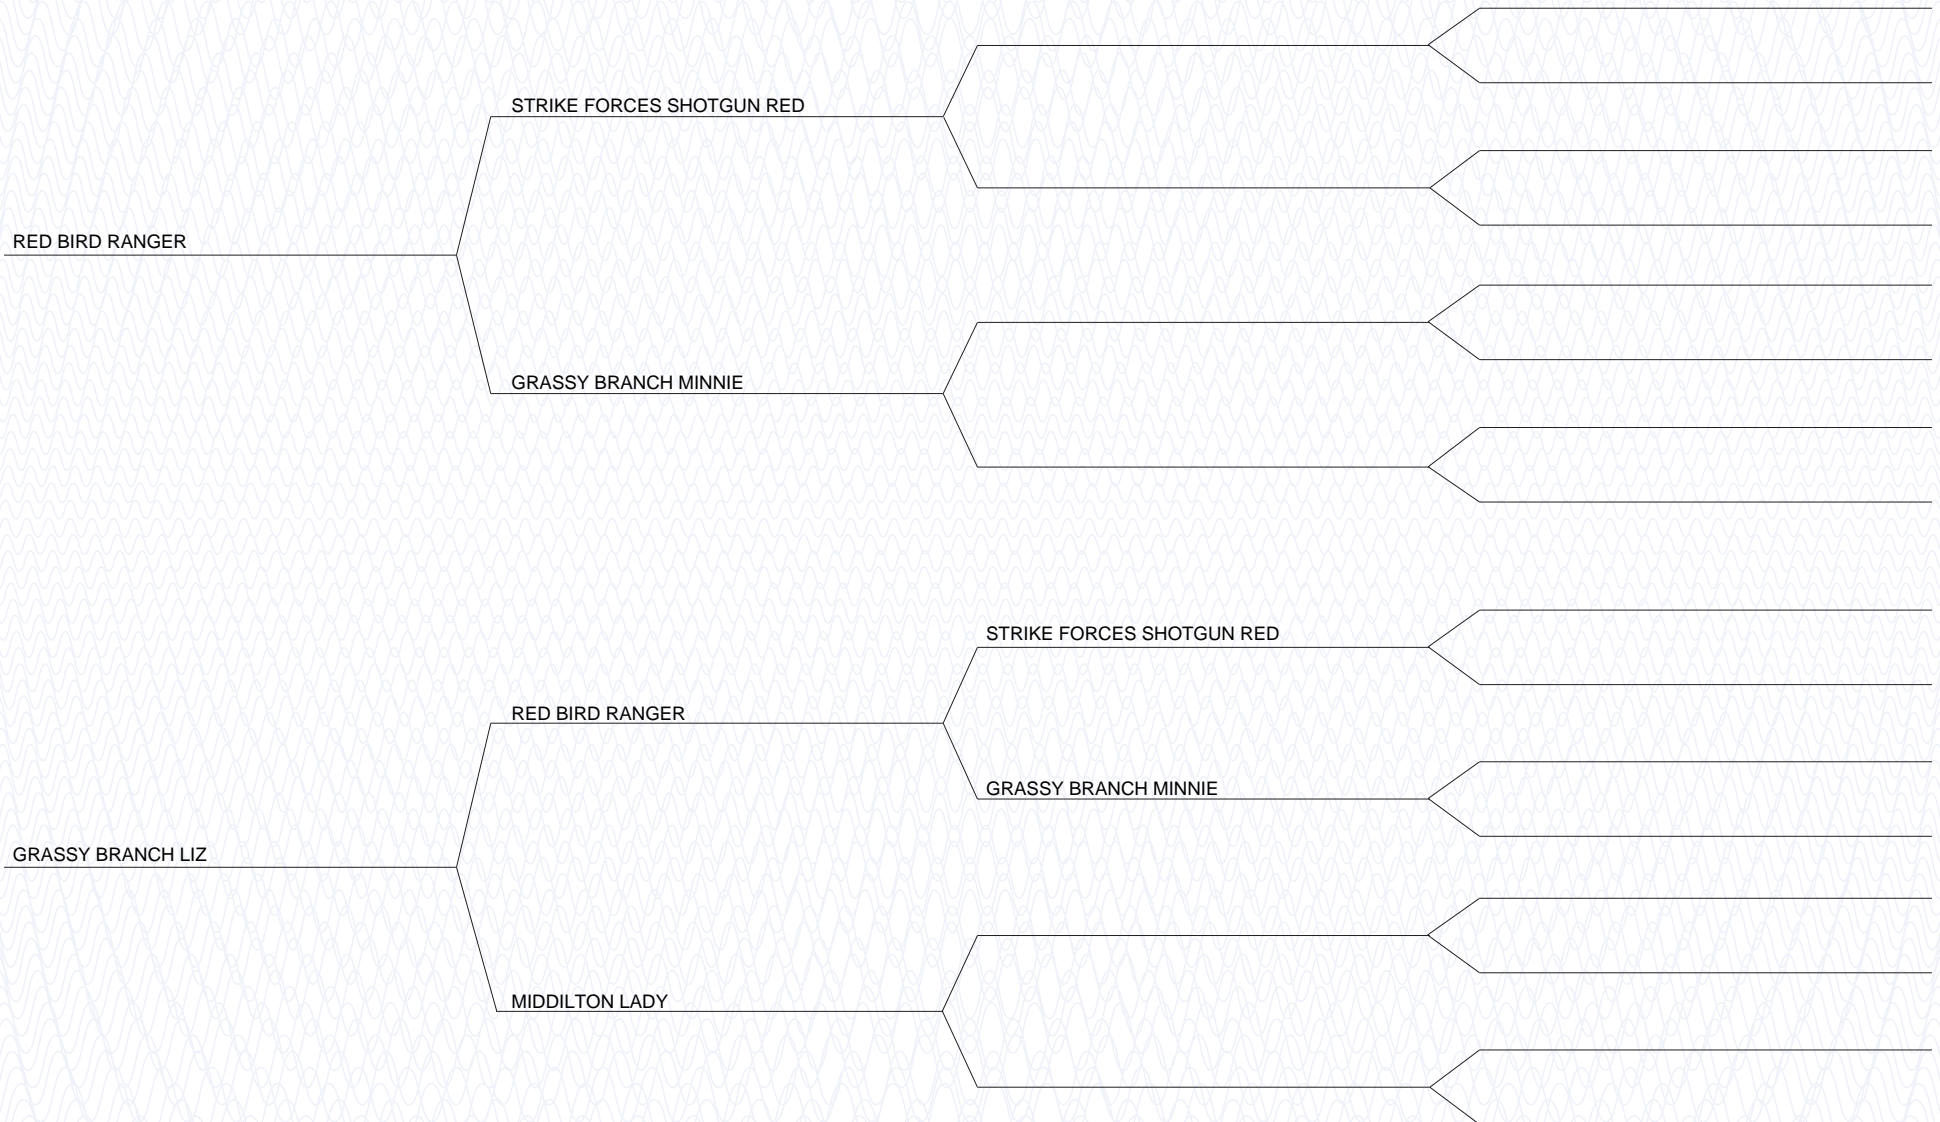 STRIKE FORCES SHOTGUN RED
RED BIRD RANGER
GRASSY BRANCH MINNIE
STRIKE FORCES SHOTGUN RED
RED BIRD RANGER
GRASSY BRANCH MINNIE
GRASSY BRANCH LIZ
MIDDILTON LADY